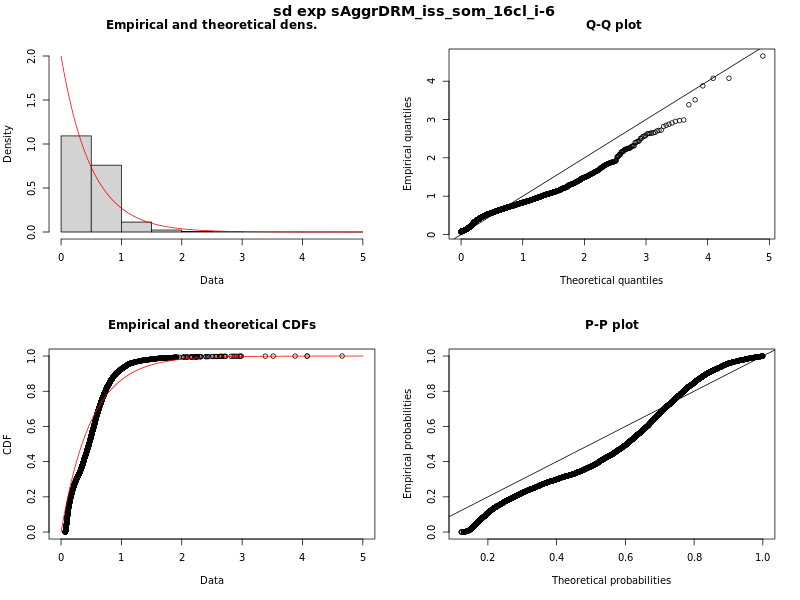 sd exp sAggrDRM_iss_som_16cl_i-6
Empirical and theoretical dens.
Density
0.0 0.5 1.0 1.5 2.0
0 1 2 3 4 5
Data
Q-Q plot
Empirical quantiles
0 1 2 3 4
0 1 2 3 4 5
Theoretical quantiles
Empirical and theoretical CDFs
CDF
0.0 0.2 0.4 0.6 0.8 1.0
0 1 2 3 4 5
Data
P-P plot
Empirical probabilities
0.0 0.2 0.4 0.6 0.8 1.0
0.2 0.4 0.6 0.8 1.0
Theoretical probabilities